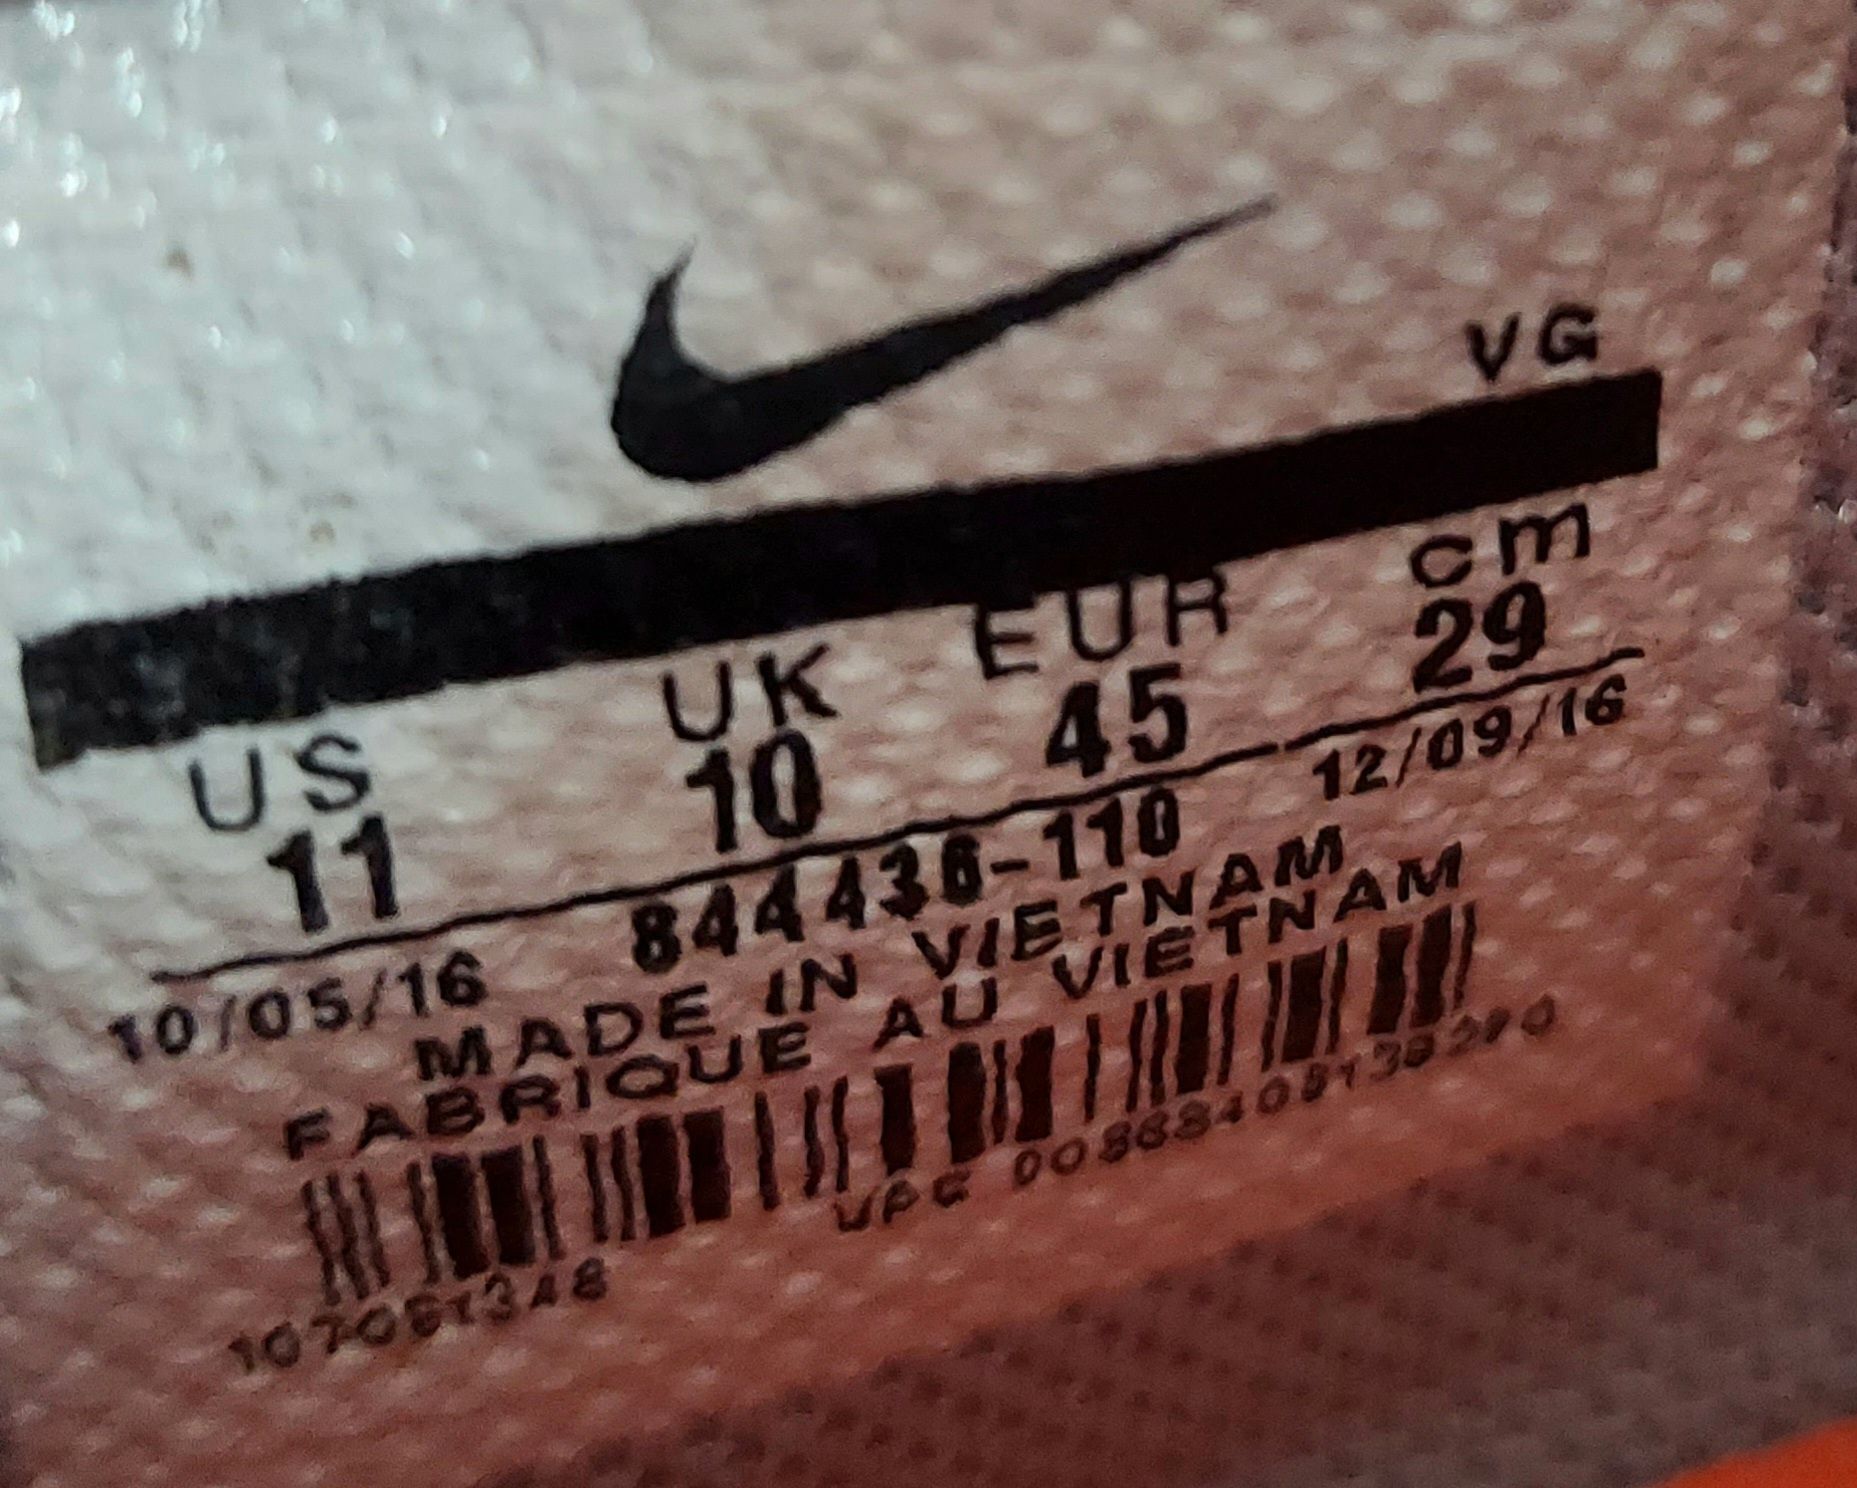 VG
US UK EUR cm
11 10 45 29
10/05/16 844436-110 12/09/16
MADE IN VIETNAM
FABRIQUE AU VIETNAM
UPC